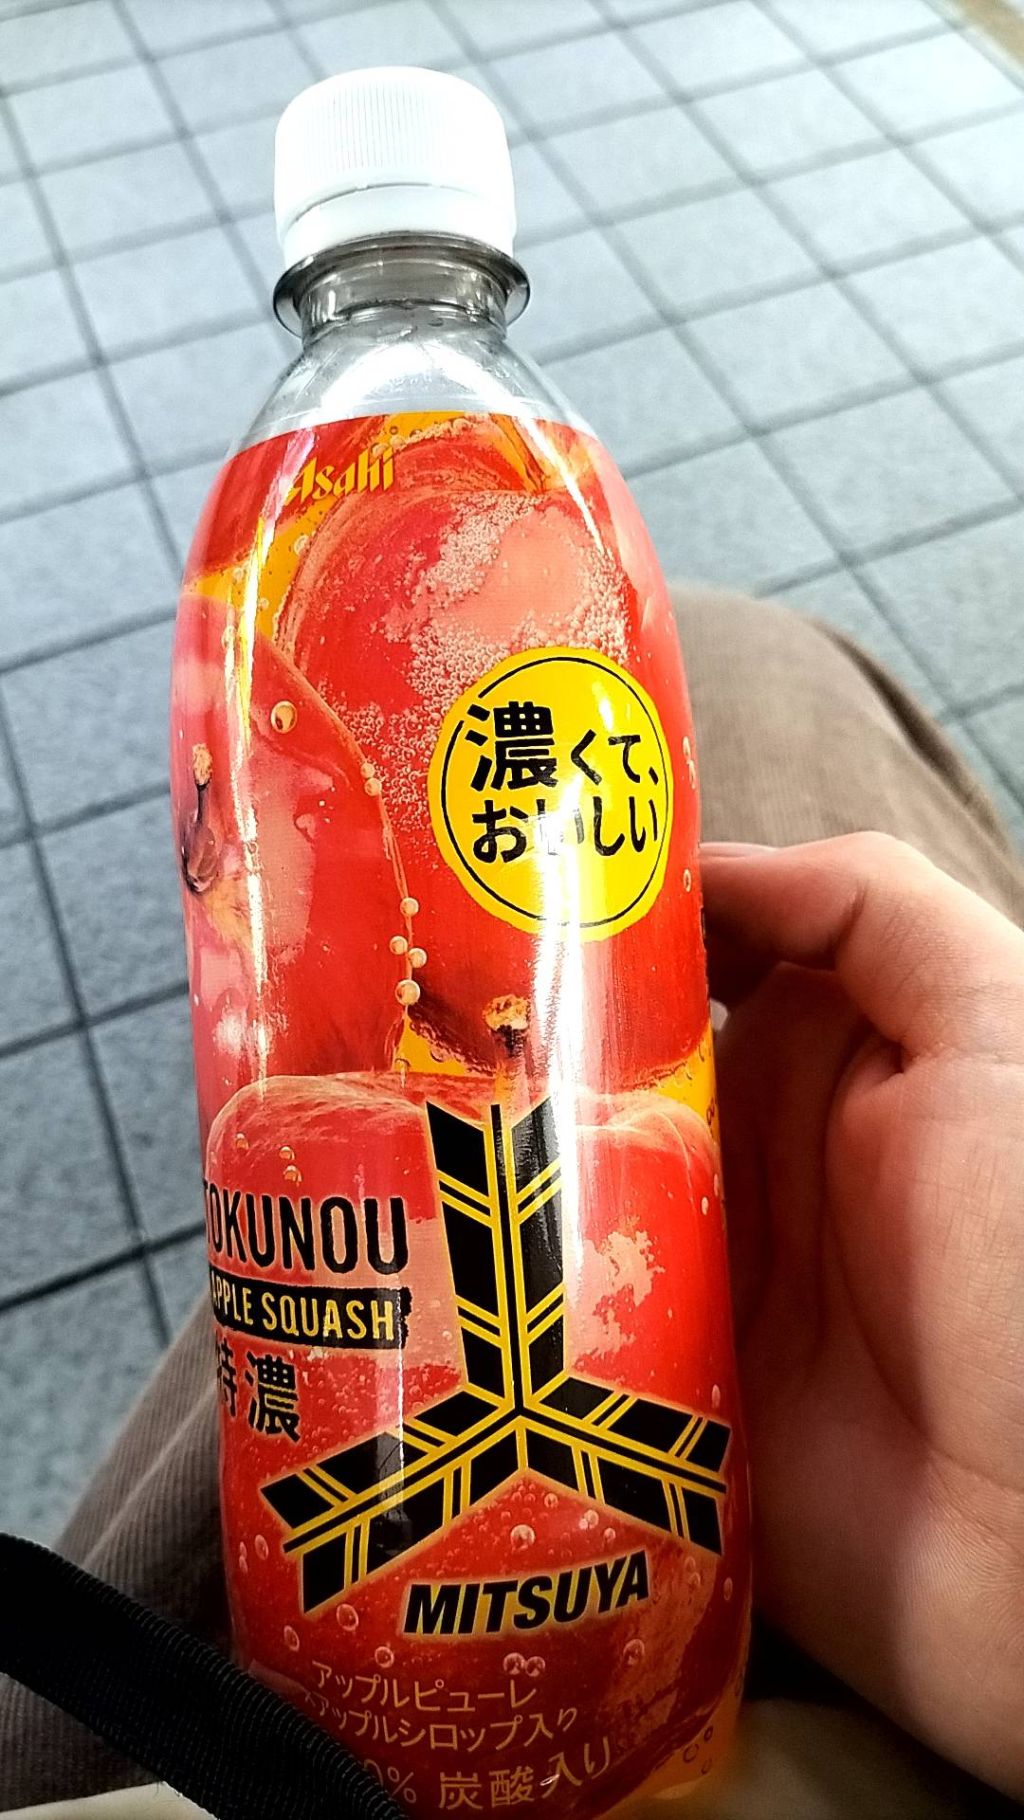 Asahi
濃くて、
おいしい
TOKUNOU
APPLE SQUASH
特濃
MITSUYA
アップルピューレ
アップルシロップ入り
0% 炭酸入り